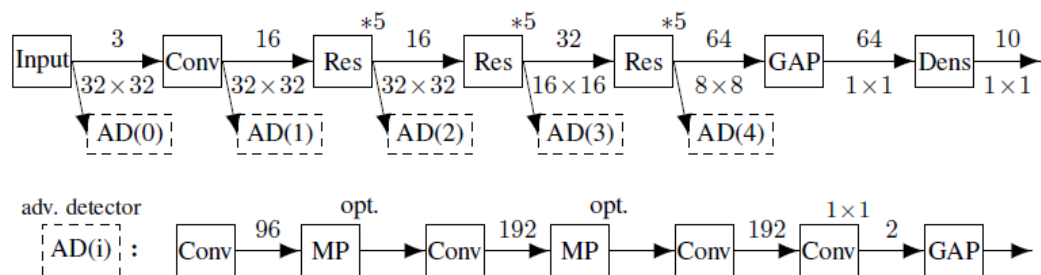 *5 *5 *5
3 16 16 32 64 64 10
Input Conv Res Res Res GAP Dens
32×32 32×32 32×32 16×16 8×8 1×1 1×1
AD(0) AD(1) AD(2) AD(3) AD(4)
adv. detector opt. opt. 1×1
96 192 192 2
AD(i) : Conv MP Conv MP Conv Conv GAP